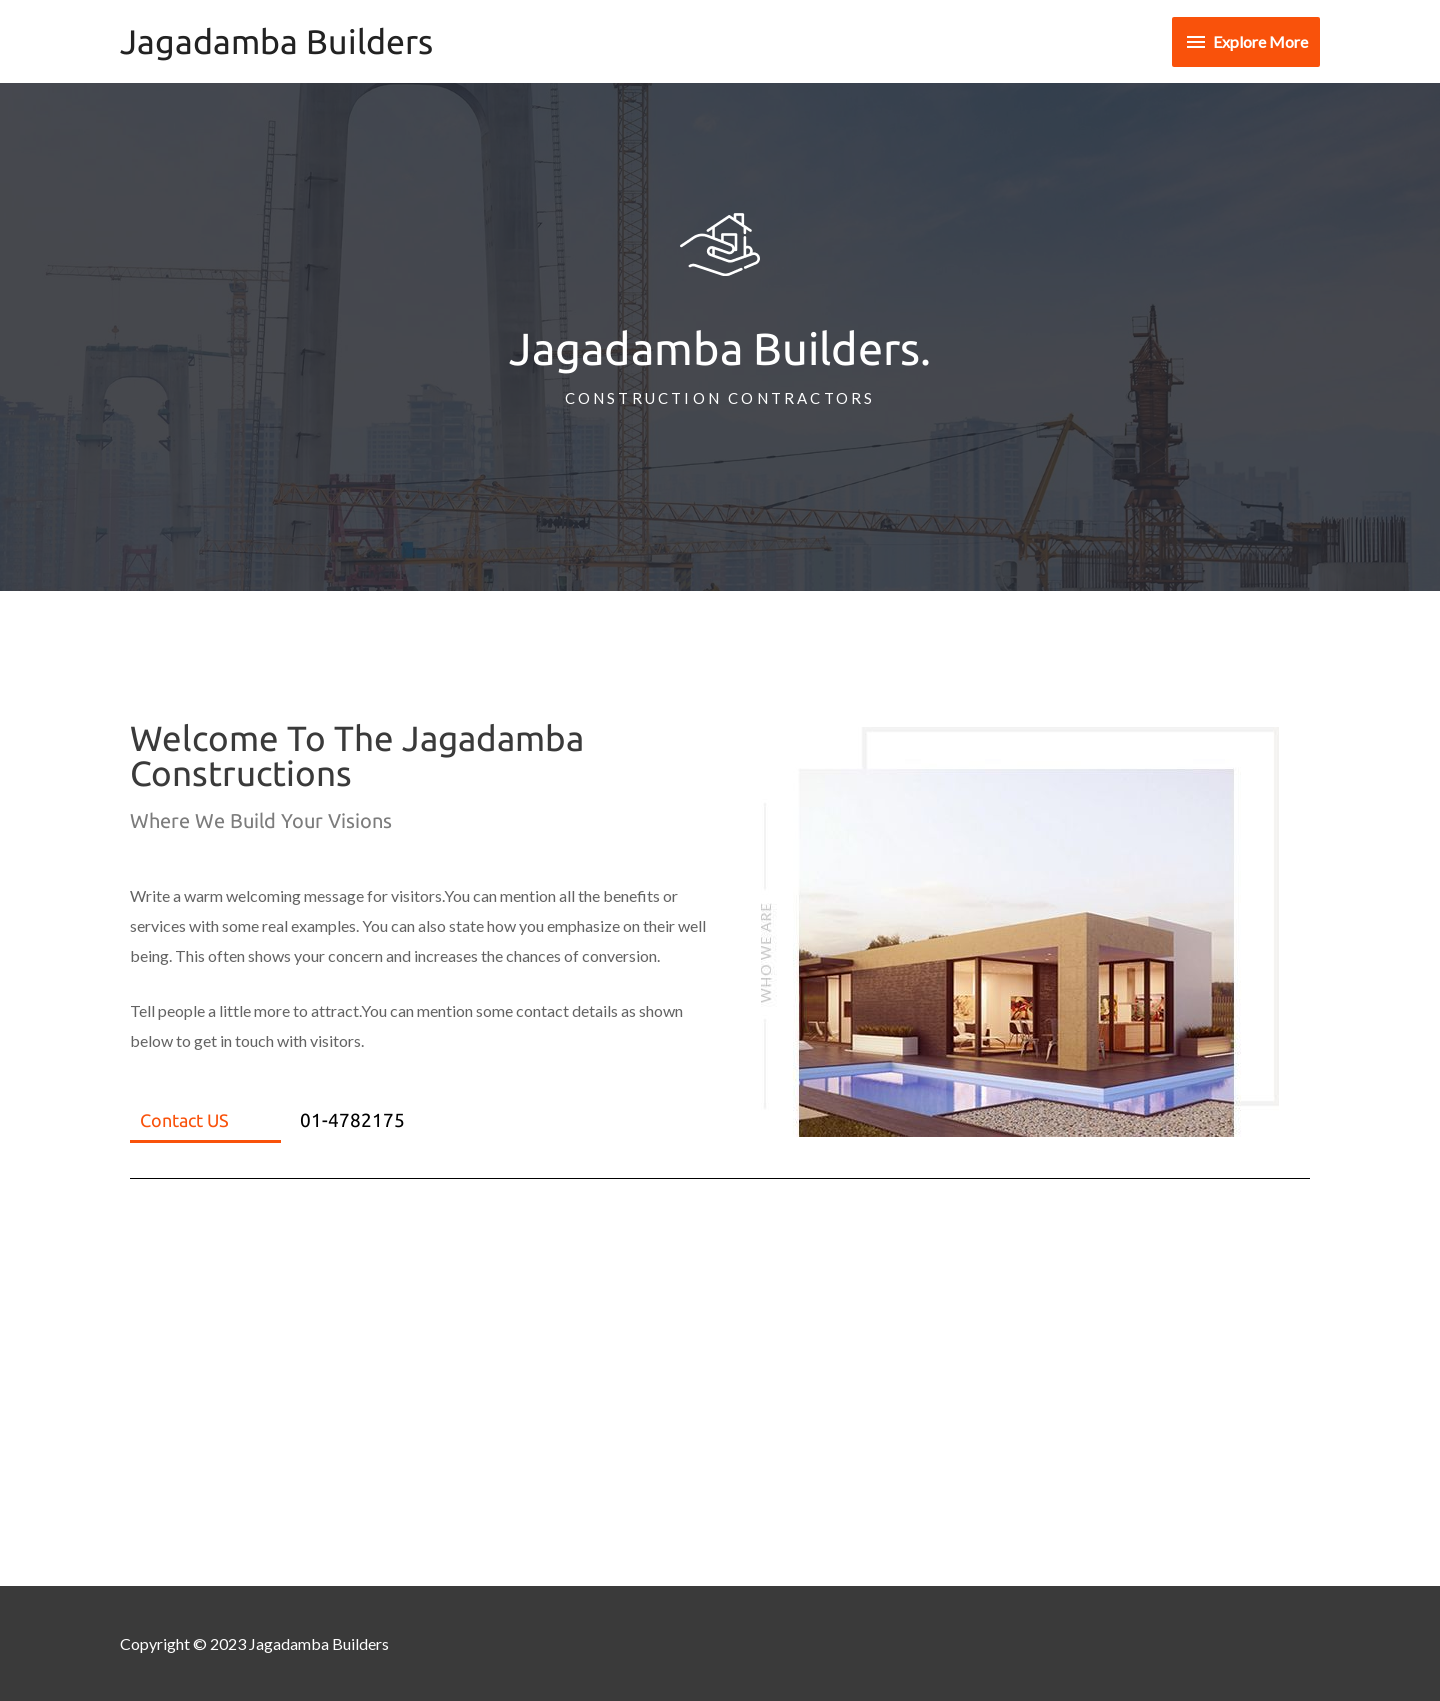 Jagadamba Builders
Explore More
Jagadamba Builders.
CONSTRUCTION CONTRACTORS
Welcome To The Jagadamba
Constructions
Where We Build Your Visions
Write a warm welcoming message for visitors.You can mention all the benefits or
services with some real examples. You can also state how you emphasize on their well
being. This often shows your concern and increases the chances of conversion.
Tell people a little more to attract.You can mention some contact details as shown
below to get in touch with visitors.
Contact US
01-4782175
WHO WE ARE
Copyright © 2023 Jagadamba Builders